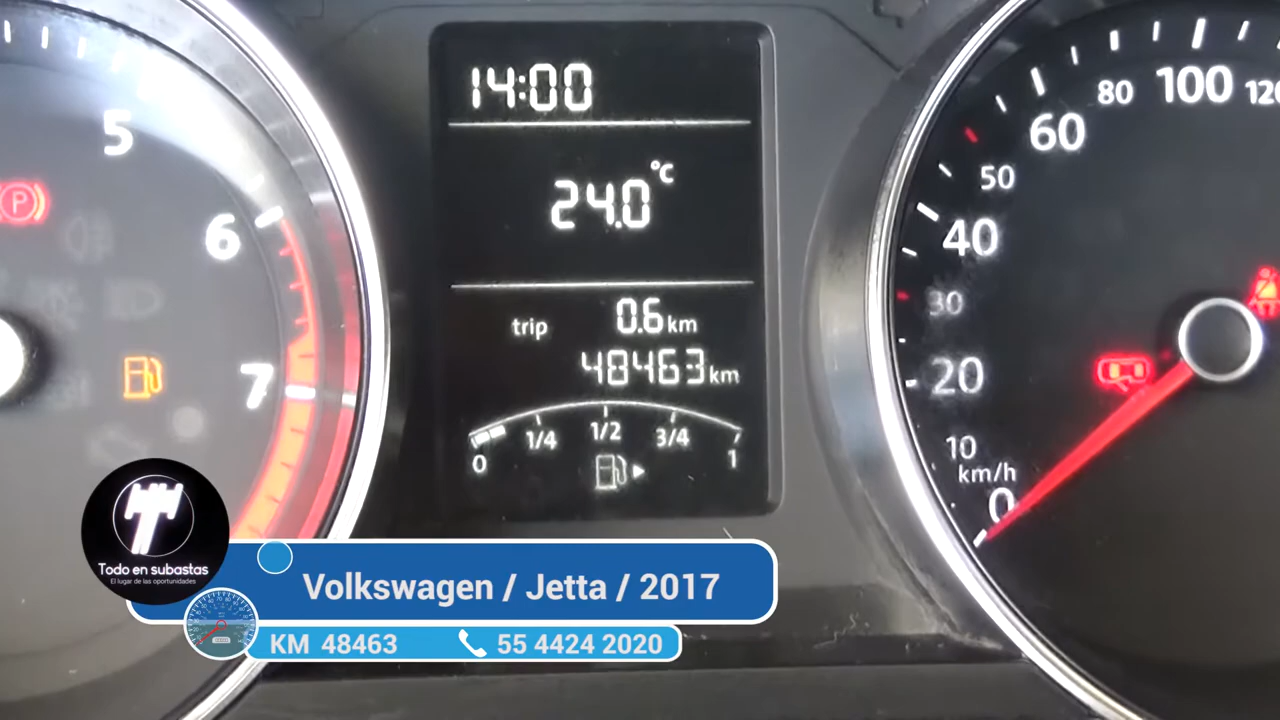 14:00
24.0 °C
trip 0.6 km
48463 km
0 1/4 1/2 3/4 1
5
6
7
P
0
10
km/h
20
30
40
50
60
80
100
120
Todo en subastas
El lugar de las oportunidades
Volkswagen / Jetta / 2017
KM 48463
55 4424 2020